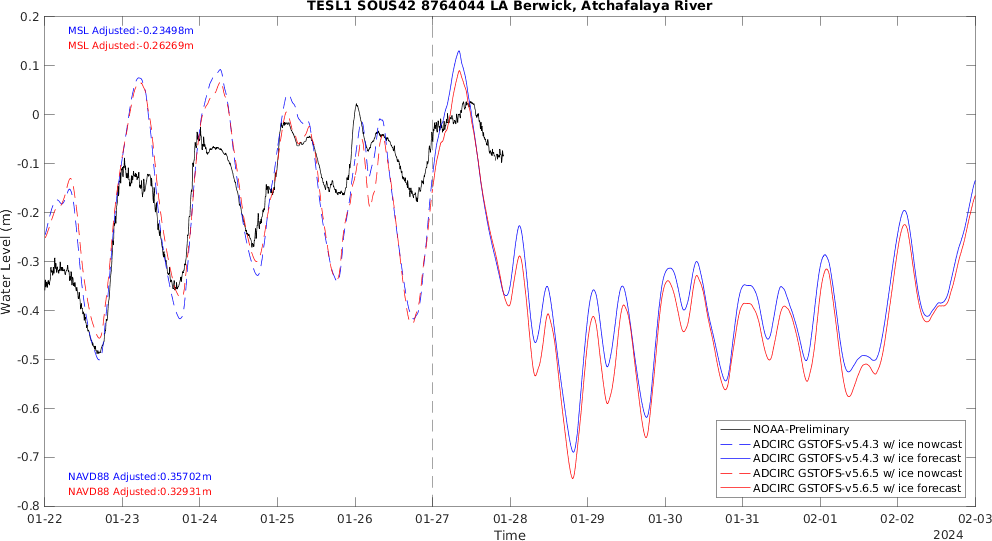 TESL1 SOUS42 8764044 LA Berwick, Atchafalaya River
MSL Adjusted:-0.23498m
MSL Adjusted:-0.26269m
0.2
0.1
0
-0.1
-0.2
-0.3
-0.4
-0.5
-0.6
-0.7
-0.8
Water Level (m)
NAVD88 Adjusted:0.35702m
NAVD88 Adjusted:0.32931m
NOAA-Preliminary
ADCIRC GSTOFS-v5.4.3 w/ ice nowcast
ADCIRC GSTOFS-v5.4.3 w/ ice forecast
ADCIRC GSTOFS-v5.6.5 w/ ice nowcast
ADCIRC GSTOFS-v5.6.5 w/ ice forecast
01-22 01-23 01-24 01-25 01-26 01-27 01-28 01-29 01-30 01-31 02-01 02-02 02-03
Time
2024